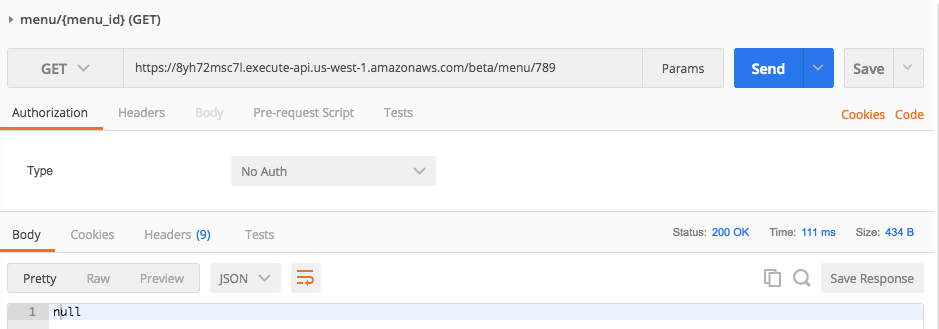 menu/{menu_id} (GET)
GET https://8yh72msc7l.execute-api.us-west-1.amazonaws.com/beta/menu/789 Params Send Save
Authorization Headers Body Pre-request Script Tests Cookies Code
Type No Auth
Body Cookies Headers (9) Tests Status: 200 OK Time: 111 ms Size: 434 B
Pretty Raw Preview JSON Save Response
1 null